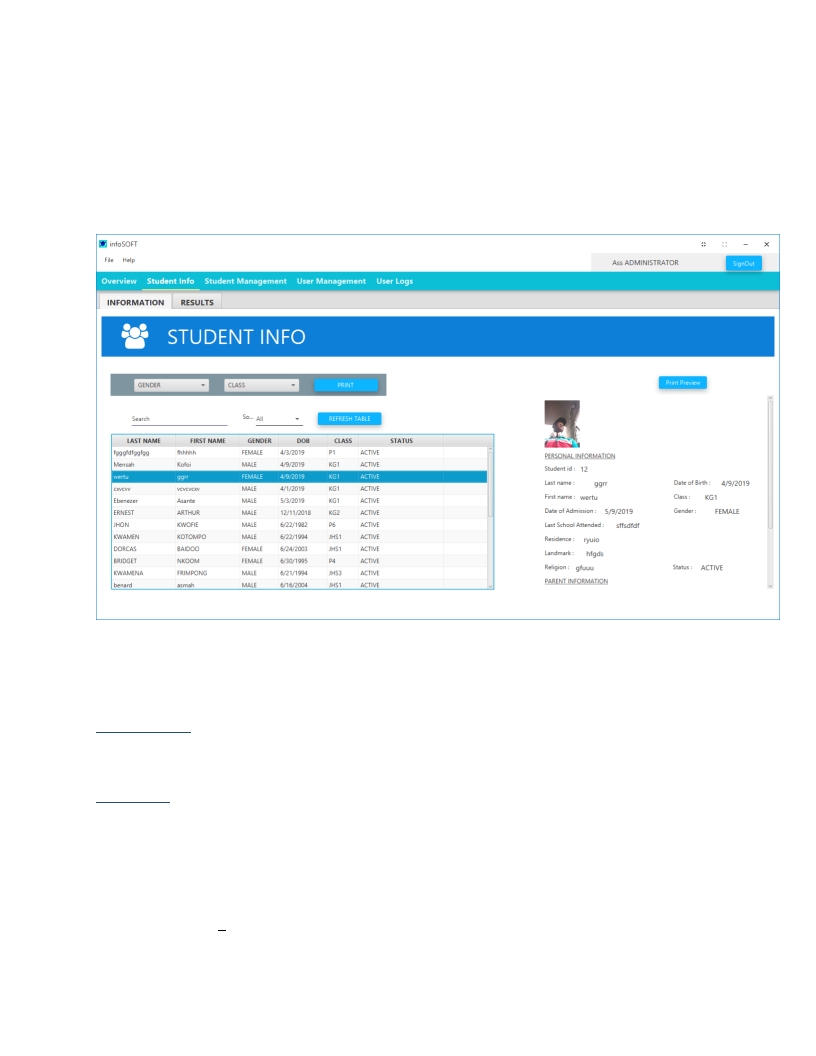 infoSOFT
File Help
Ass ADMINISTRATOR SignOut
Overview Student Info Student Management User Management User Logs
INFORMATION RESULTS
STUDENT INFO
GENDER CLASS PRINT
Print Preview
Search So... All REFRESH TABLE
LAST NAME FIRST NAME GENDER DOB CLASS STATUS
fggfdfggfgg fhhhhh FEMALE 4/3/2019 P1 ACTIVE
Mensah Kofoi MALE 4/9/2019 KG1 ACTIVE
wertu ggrr FEMALE 4/9/2019 KG1 ACTIVE
cxvcvv vcvcvcxv MALE 4/1/2019 KG1 ACTIVE
Ebenezer Asante MALE 5/3/2019 KG1 ACTIVE
ERNEST ARTHUR MALE 12/11/2018 KG2 ACTIVE
JHON KWOFIE MALE 6/22/1982 P6 ACTIVE
KWAMEN KOTOMPO MALE 6/22/1994 JHS1 ACTIVE
DORCAS BAIDOO FEMALE 6/24/2003 JHS1 ACTIVE
BRIDGET NKOOM FEMALE 6/30/1995 P4 ACTIVE
KWAMENA FRIMPONG MALE 6/21/1994 JHS3 ACTIVE
benard asmah MALE 6/16/2004 JHS1 ACTIVE
PERSONAL INFORMATION
Student id : 12
Last name : ggrr Date of Birth : 4/9/2019
First name : wertu Class : KG1
Date of Admission : 5/9/2019 Gender : FEMALE
Last School Attended : sffsdfdf
Residence : ryuio
Landmark : hfgds
Religion : gfuuu Status : ACTIVE
PARENT INFORMATION